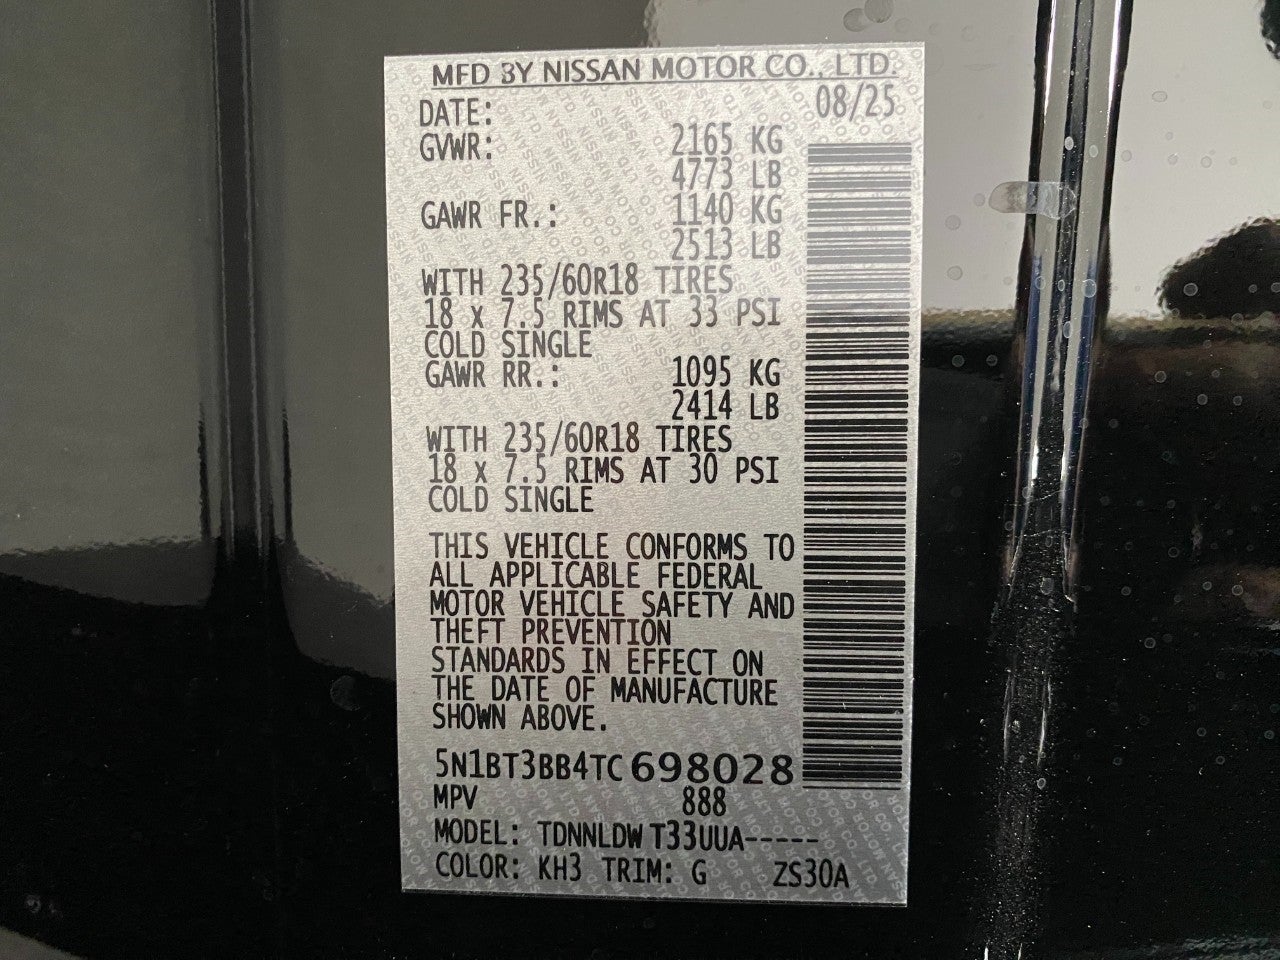 MFD BY NISSAN MOTOR CO., LTD.
DATE: 08/25
GVWR: 2165 KG
4773 LB
GAWR FR.: 1140 KG
2513 LB
WITH 235/60R18 TIRES
18 x 7.5 RIMS AT 33 PSI
COLD SINGLE
GAWR RR.: 1095 KG
2414 LB
WITH 235/60R18 TIRES
18 x 7.5 RIMS AT 30 PSI
COLD SINGLE
THIS VEHICLE CONFORMS TO
ALL APPLICABLE FEDERAL
MOTOR VEHICLE SAFETY AND
THEFT PREVENTION
STANDARDS IN EFFECT ON
THE DATE OF MANUFACTURE
SHOWN ABOVE.
5N1BT3BB4TC698028
MPV 888
MODEL: TDNNLDW T33UUA-----
COLOR: KH3 TRIM: G ZS30A